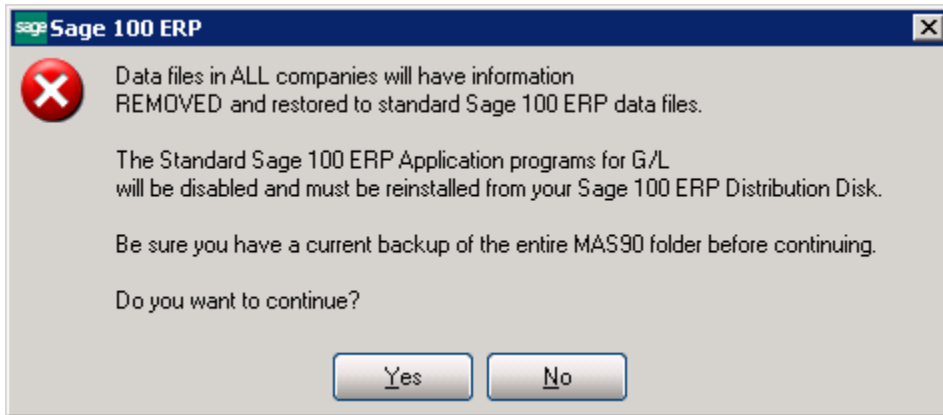 sage Sage 100 ERP
Data files in ALL companies will have information
REMOVED and restored to standard Sage 100 ERP data files.
The Standard Sage 100 ERP Application programs for G/L
will be disabled and must be reinstalled from your Sage 100 ERP Distribution Disk.
Be sure you have a current backup of the entire MAS90 folder before continuing.
Do you want to continue?
Yes No